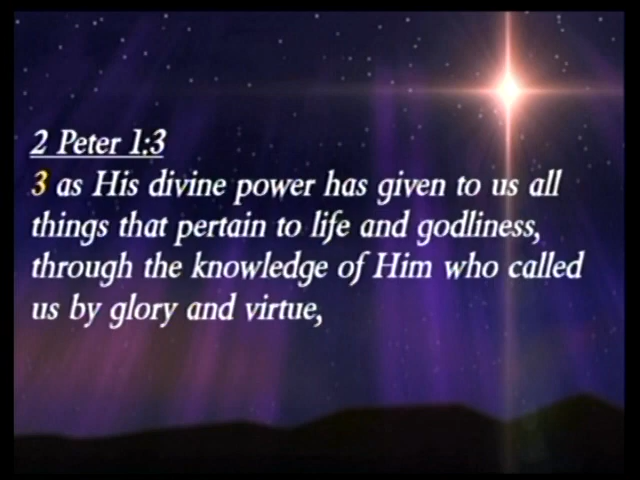 2 Peter 1:3
3 as His divine power has given to us all
things that pertain to life and godliness,
through the knowledge of Him who called
us by glory and virtue,